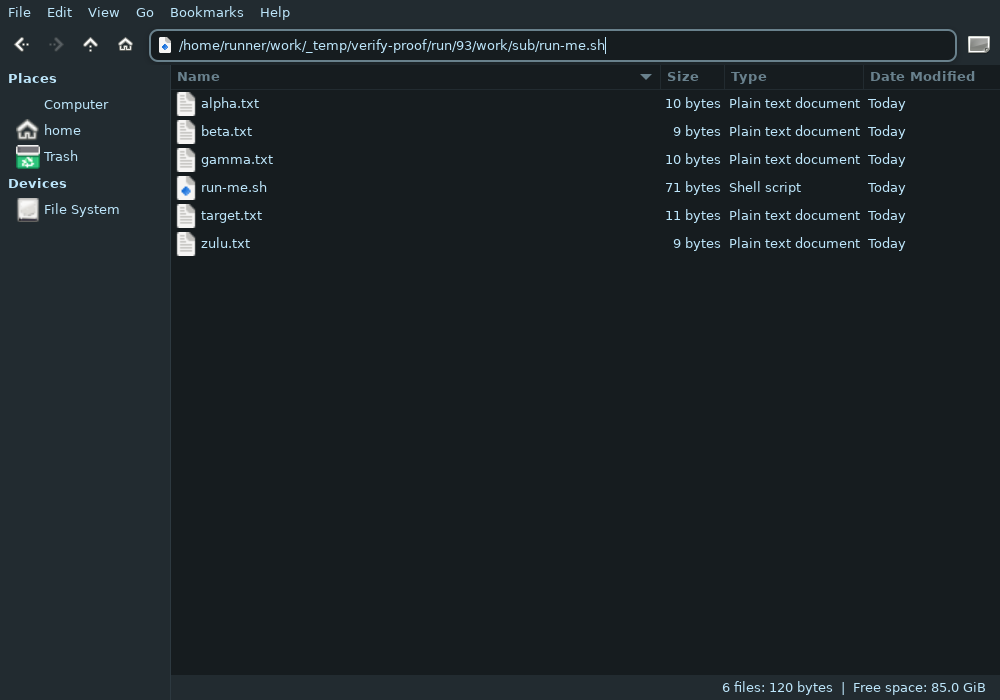 File Edit View Go Bookmarks Help
/home/runner/work/_temp/verify-proof/run/93/work/sub/run-me.sh
Places
Computer
home
Trash
Devices
File System
Name Size Type Date Modified
alpha.txt 10 bytes Plain text document Today
beta.txt 9 bytes Plain text document Today
gamma.txt 10 bytes Plain text document Today
run-me.sh 71 bytes Shell script Today
target.txt 11 bytes Plain text document Today
zulu.txt 9 bytes Plain text document Today
6 files: 120 bytes | Free space: 85.0 GiB